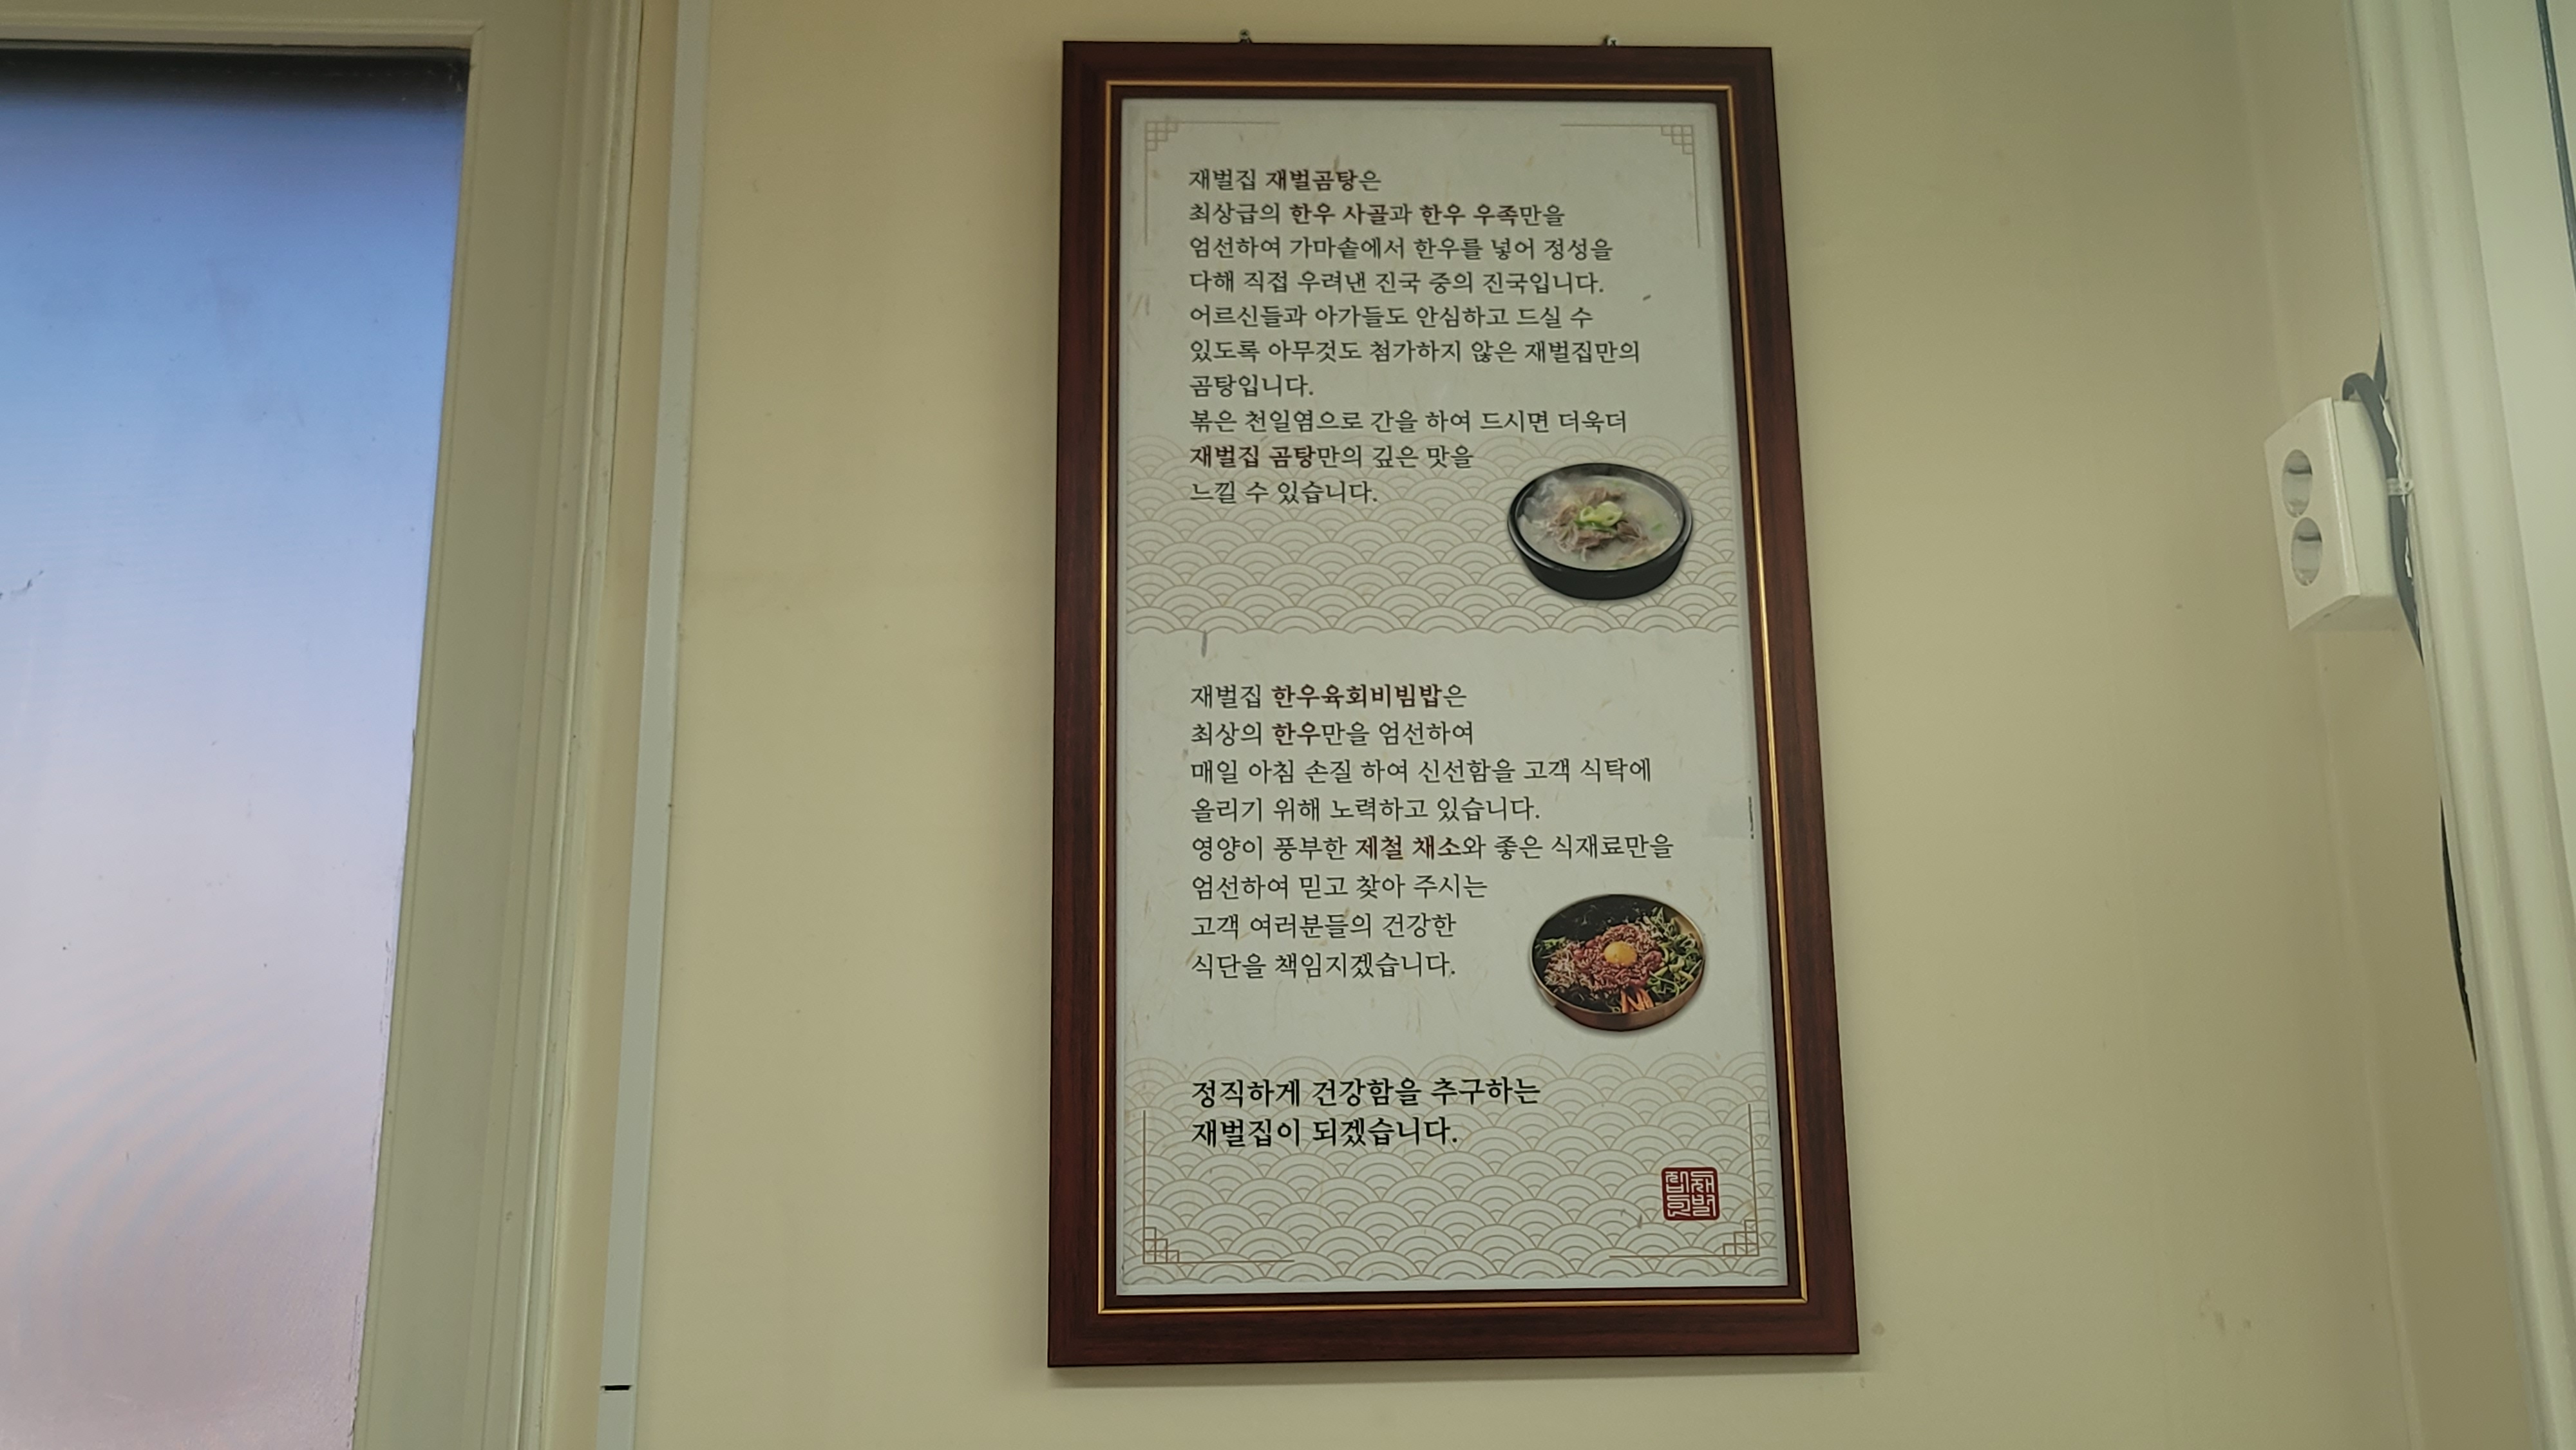 재벌집 재벌곰탕은
최상급의 한우 사골과 한우 우족만을
엄선하여 가마솥에서 한우를 넣어 정성을
다해 직접 우려낸 진국 중의 진국입니다.
어르신들과 아가들도 안심하고 드실 수
있도록 아무것도 첨가하지 않은 재벌집만의
곰탕입니다.
볶은 천일염으로 간을 하여 드시면 더욱더
재벌집 곰탕만의 깊은 맛을
느낄 수 있습니다.
재벌집 한우육회비빔밥은
최상의 한우만을 엄선하여
매일 아침 손질 하여 신선함을 고객 식탁에
올리기 위해 노력하고 있습니다.
영양이 풍부한 제철 채소와 좋은 식재료만을
엄선하여 믿고 찾아 주시는
고객 여러분들의 건강한
식단을 책임지겠습니다.
정직하게 건강함을 추구하는
재벌집이 되겠습니다.